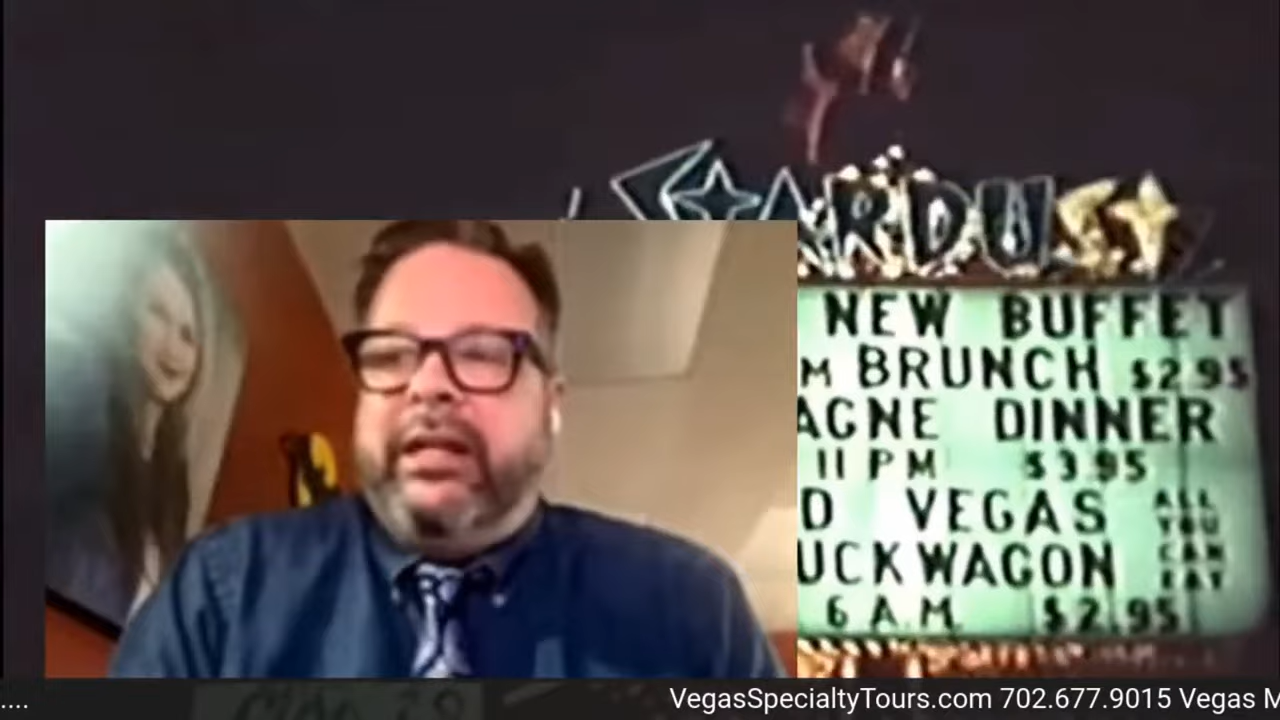 STARDUST
NEW BUFFET
M BRUNCH $2.95
AGNE DINNER
11 PM $3.95
D VEGAS ALL YOU CAN EAT
UCKWAGON
6 A.M. $2.95
.... VegasSpecialtyTours.com 702.677.9015 Vegas M